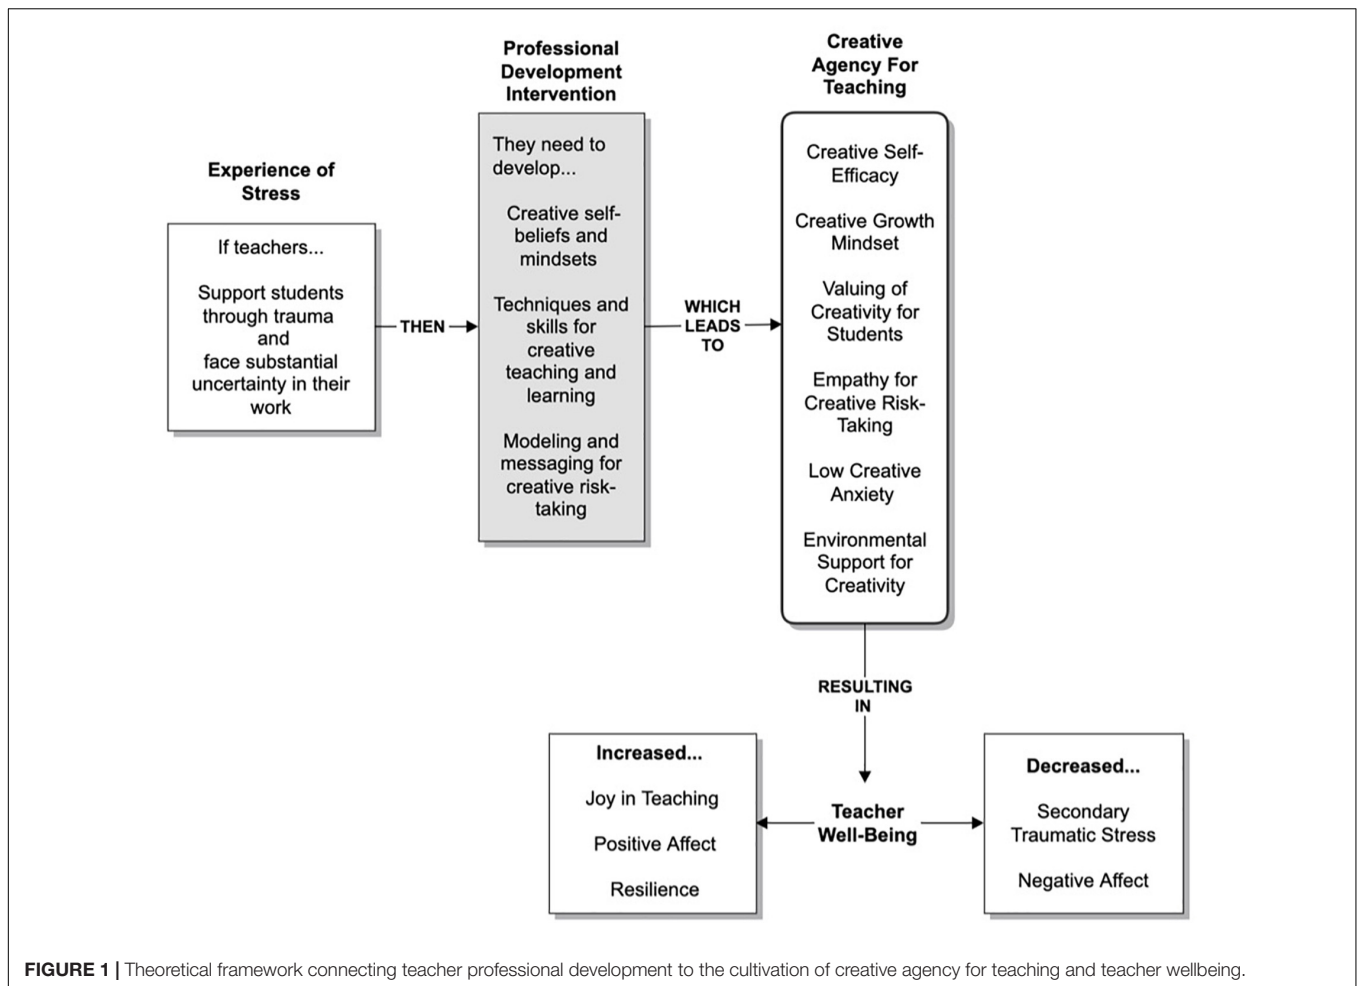 Experience of
Stress
If teachers...
Support students
through trauma
and
face substantial
uncertainty in their
work
THEN
Professional
Development
Intervention
They need to
develop...
Creative self-
beliefs and
mindsets
Techniques and
skills for
creative
teaching and
learning
Modeling and
messaging for
creative risk-
taking
WHICH
LEADS
TO
Creative
Agency For
Teaching
Creative Self-
Efficacy
Creative Growth
Mindset
Valuing of
Creativity for
Students
Empathy for
Creative Risk-
Taking
Low Creative
Anxiety
Environmental
Support for
Creativity
RESULTING
IN
Teacher
Well-Being
Increased...
Joy in Teaching
Positive Affect
Resilience
Decreased...
Secondary
Traumatic Stress
Negative Affect
FIGURE 1 | Theoretical framework connecting teacher professional development to the cultivation of creative agency for teaching and teacher wellbeing.